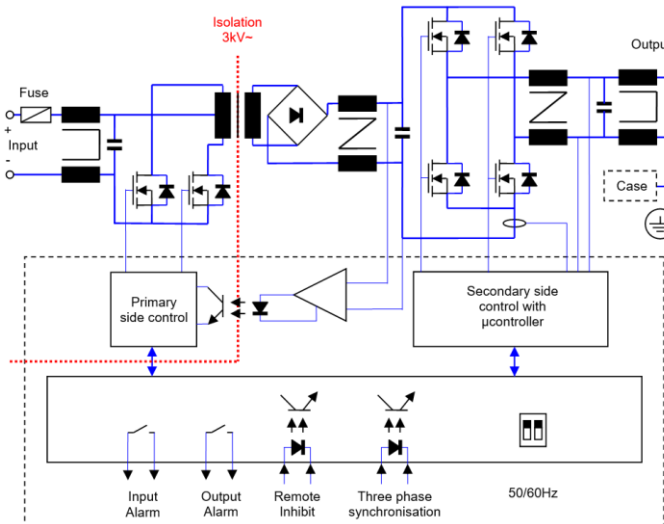 Isolation
3kV~
Output
Fuse
+
Input
-
Case
Primary
side control
Secondary
side
control with
µcontroller
Input
Alarm
Output
Alarm
Remote
Inhibit
Three phase
synchronisation
50/60Hz